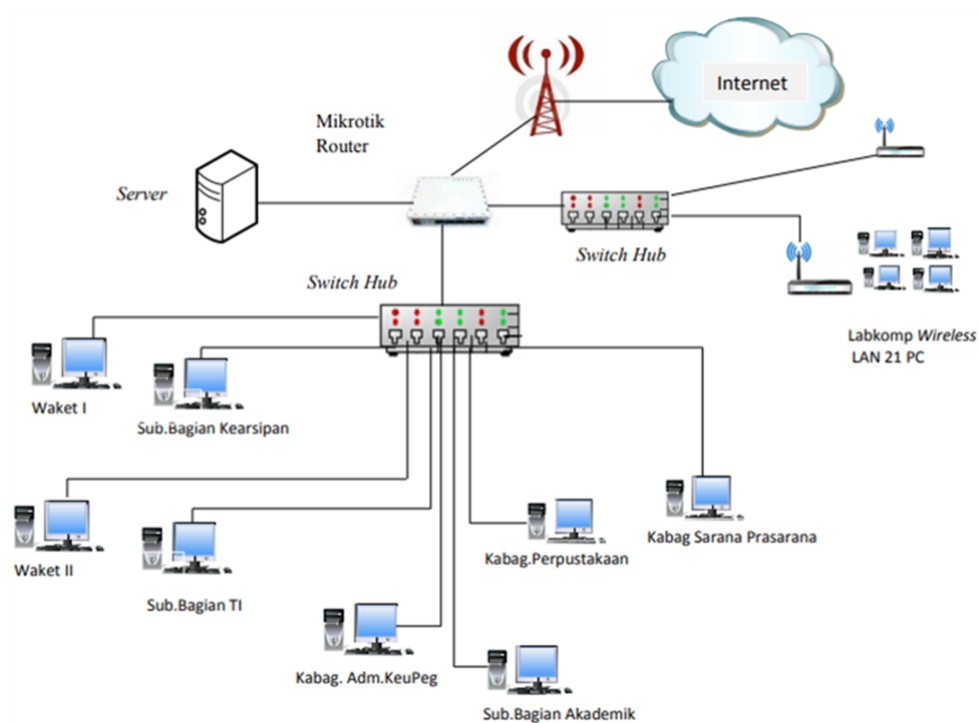 Internet
Mikrotik
Router
Server
Switch Hub
Switch Hub
Labkomp Wireless
LAN 21 PC
Waket I
Sub.Bagian Kearsipan
Kabag Sarana Prasarana
Kabag.Perpustakaan
Waket II
Sub.Bagian TI
Kabag. Adm.KeuPeg
Sub.Bagian Akademik